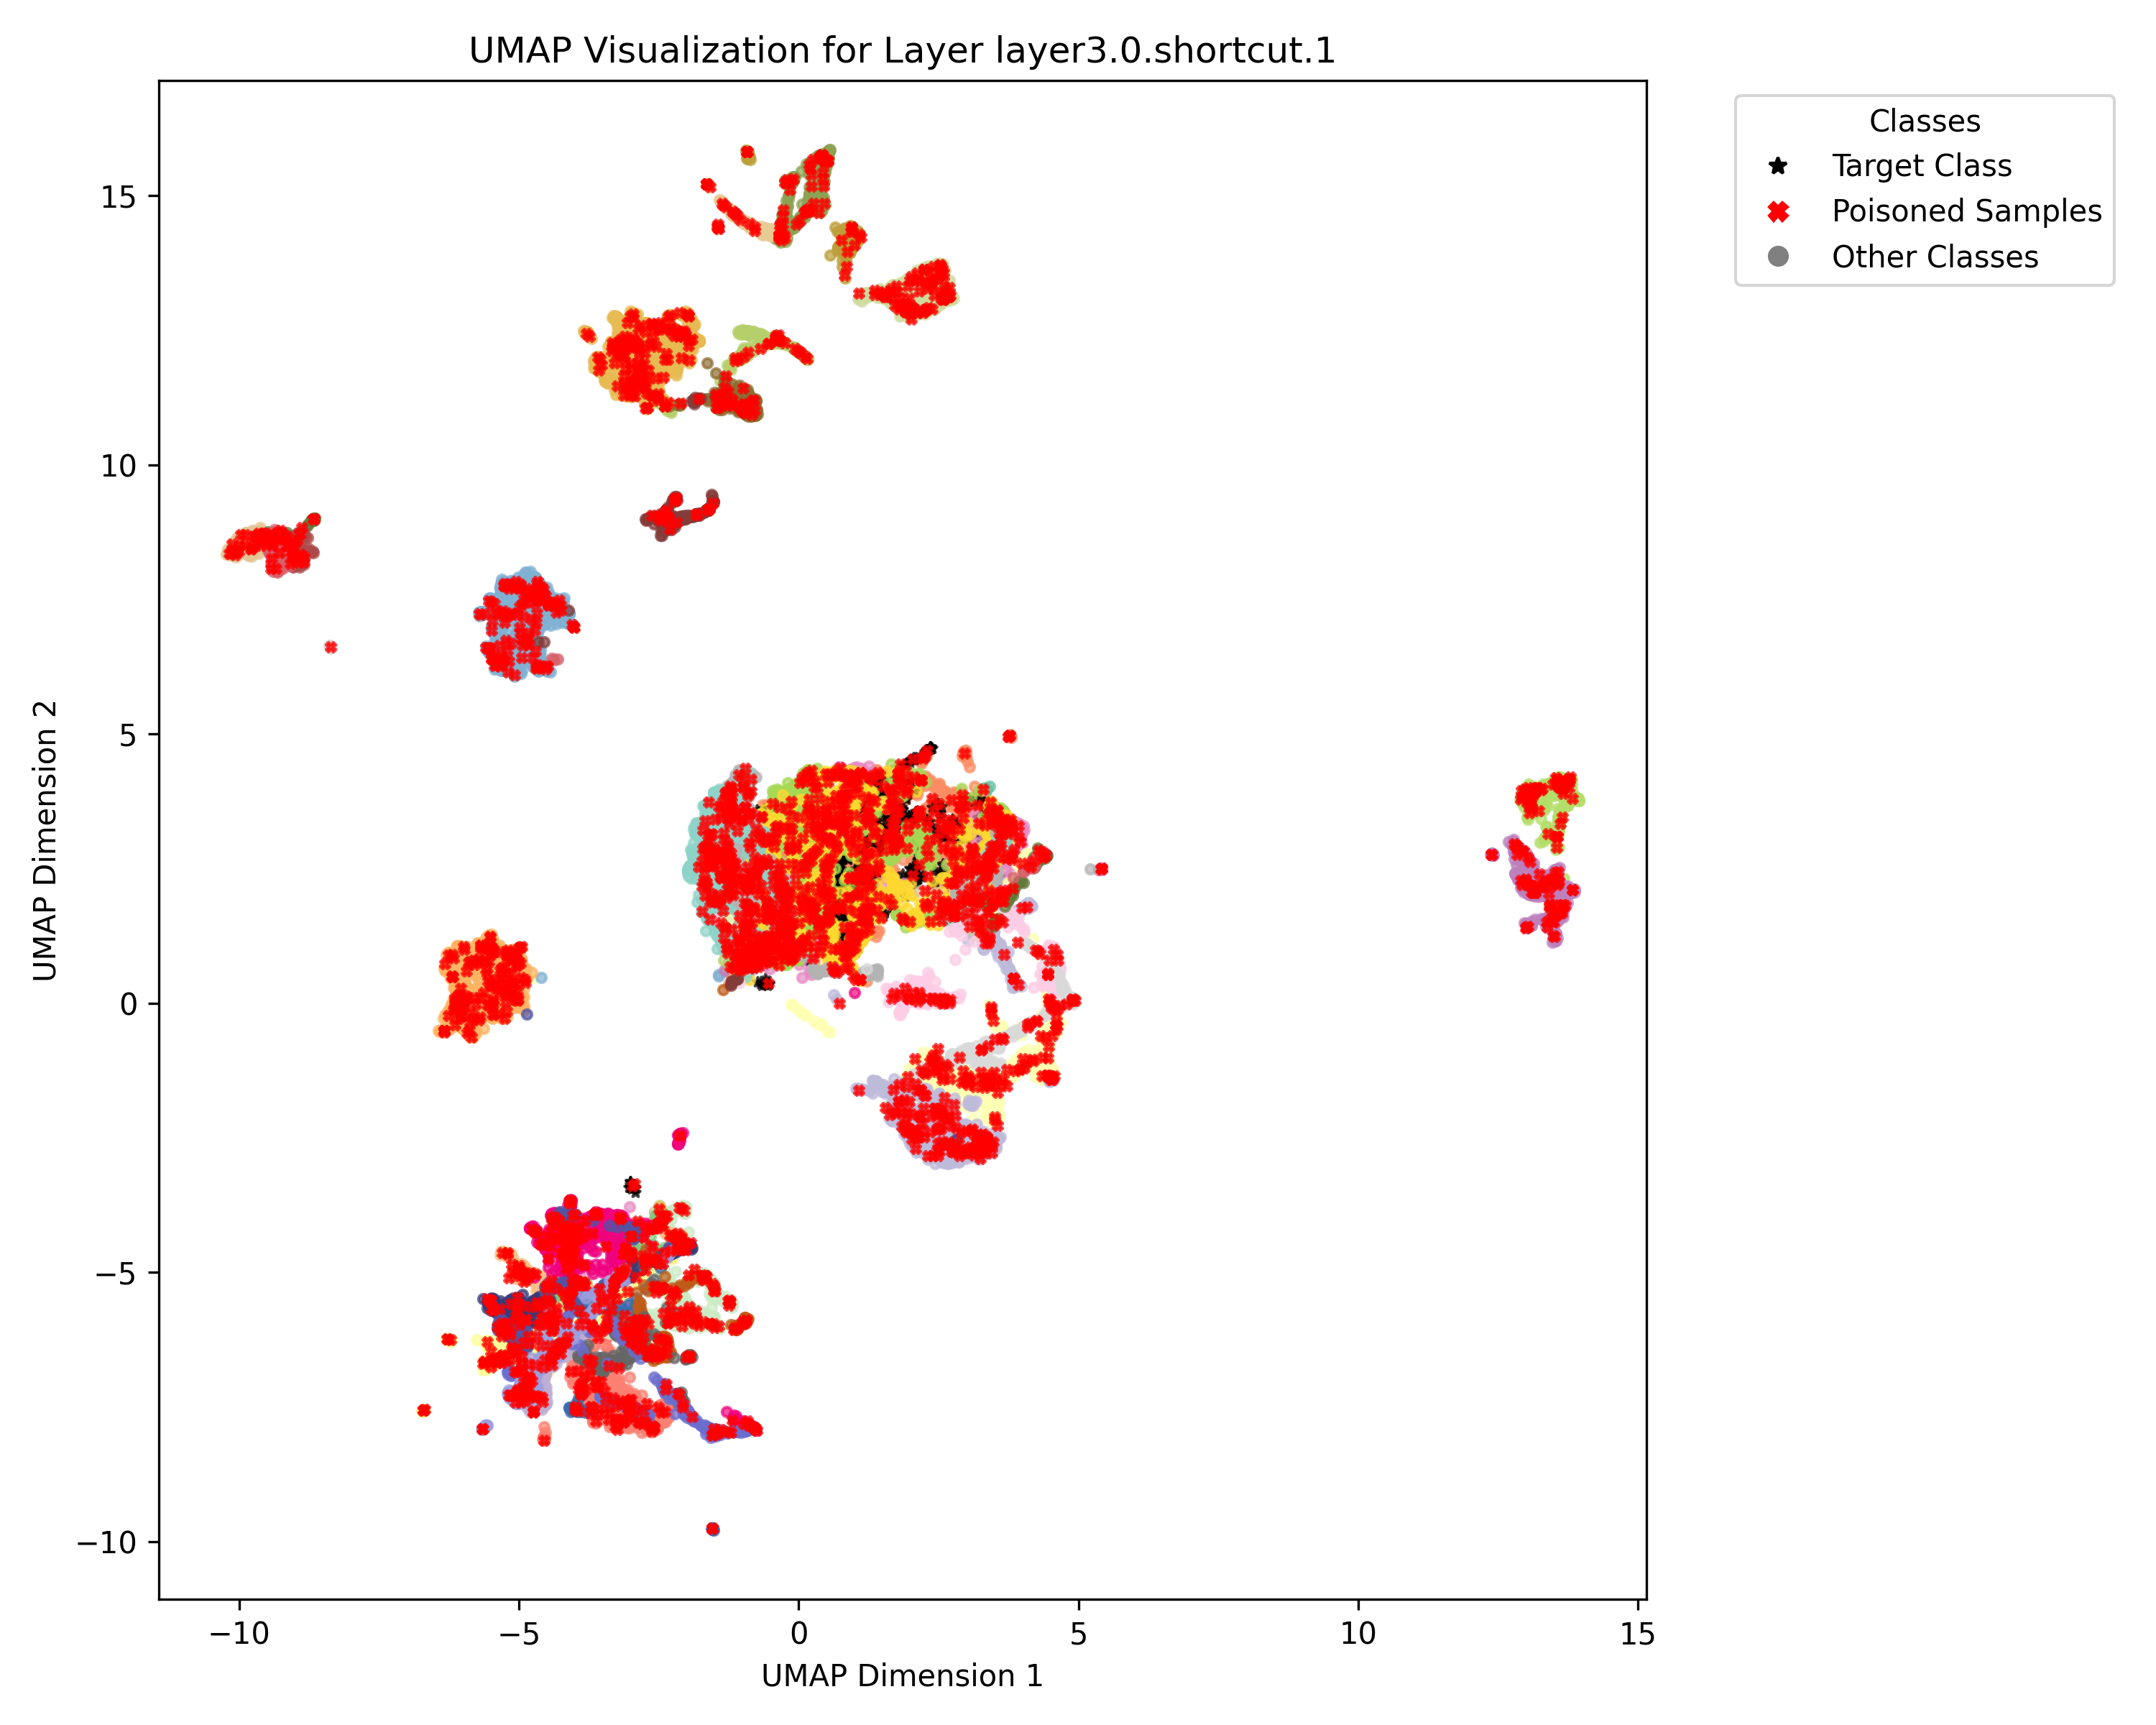 UMAP Visualization for Layer layer3.0.shortcut.1
Classes
Target Class
Poisoned Samples
Other Classes
UMAP Dimension 2
15
10
5
0
−5
−10
−10
−5
0
5
10
15
UMAP Dimension 1